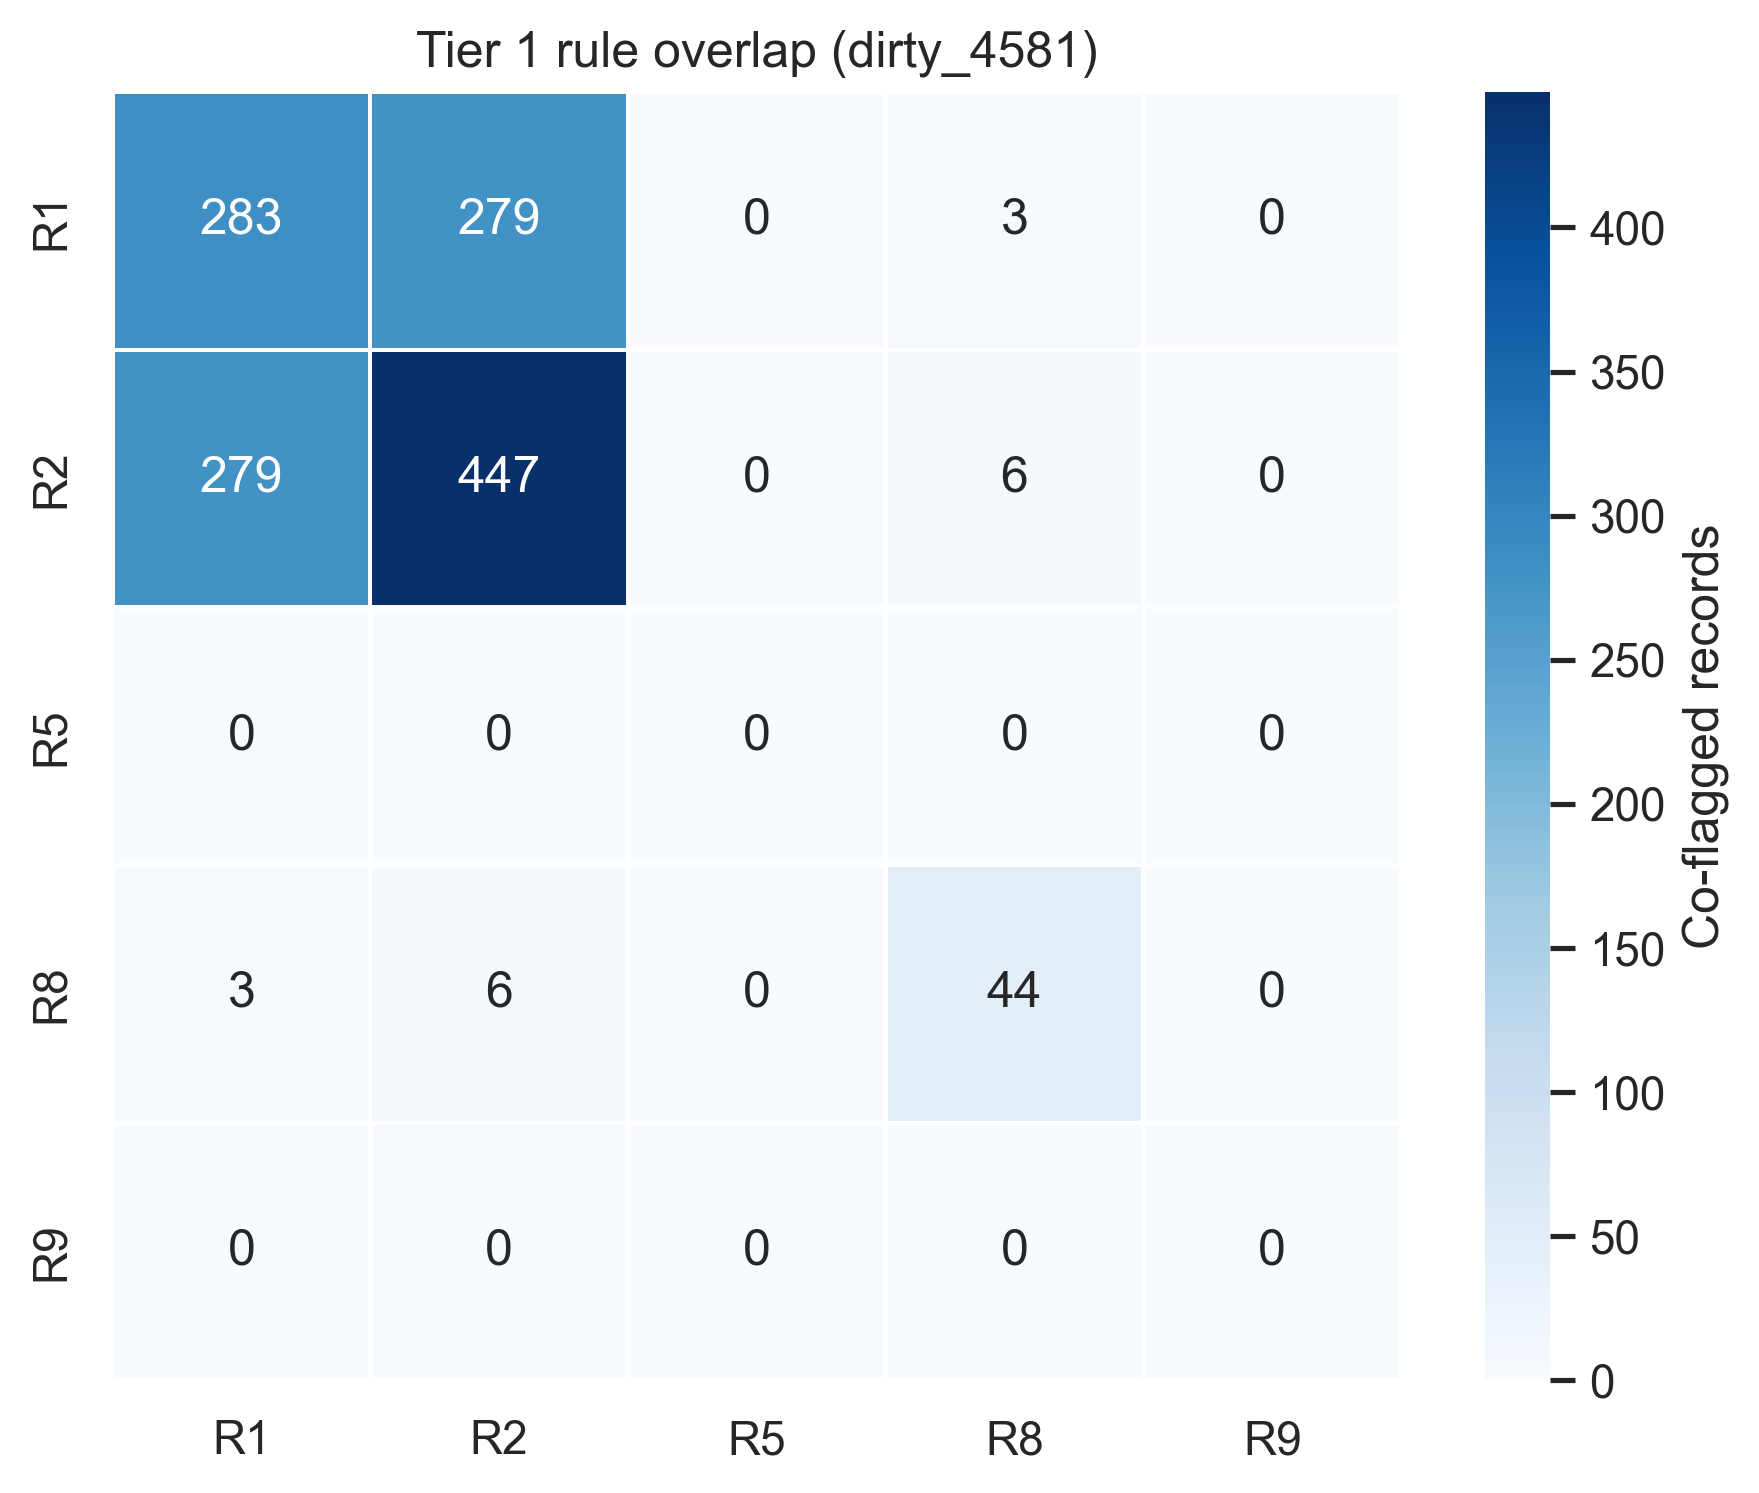 Tier 1 rule overlap (dirty_4581)
R1 283 279 0 3 0
R2 279 447 0 6 0
R5 0 0 0 0 0
R8 3 6 0 44 0
R9 0 0 0 0 0
R1 R2 R5 R8 R9
400
350
300
250
200
150
100
50
0
Co-flagged records